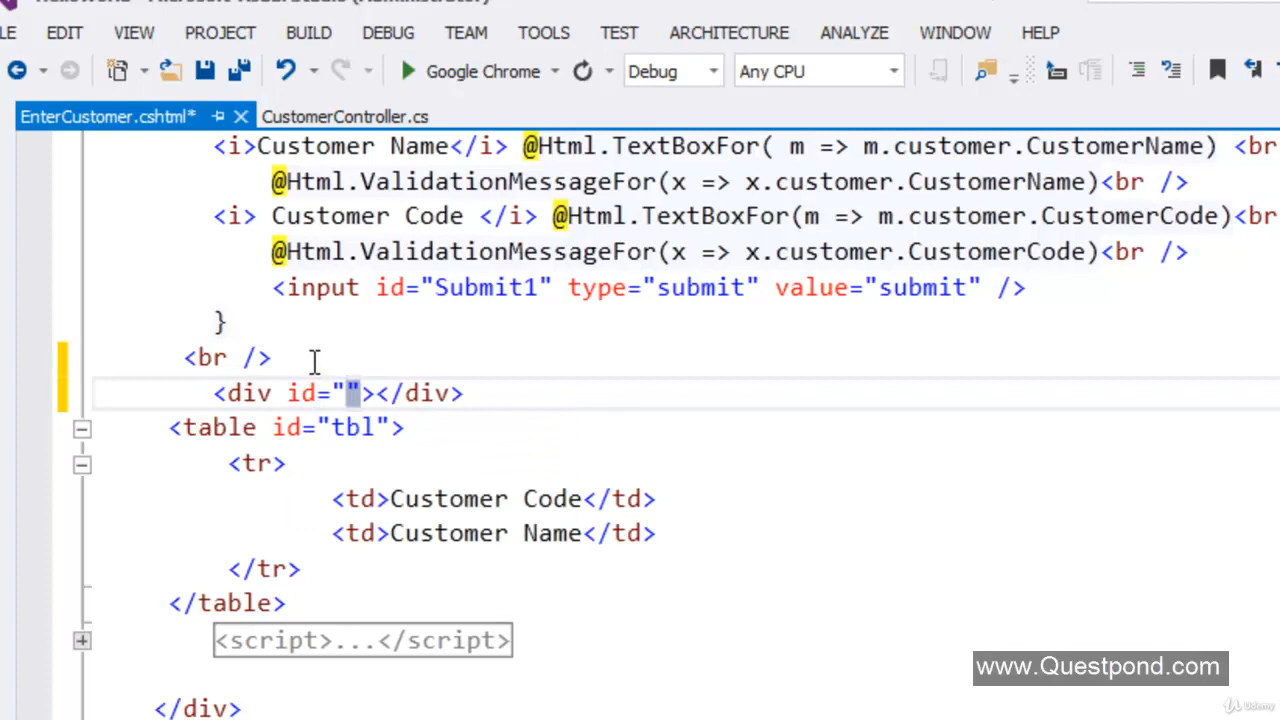 LE EDIT VIEW PROJECT BUILD DEBUG TEAM TOOLS TEST ARCHITECTURE ANALYZE WINDOW HELP
Google Chrome Debug Any CPU
EnterCustomer.cshtml* CustomerController.cs
<i>Customer Name</i> @Html.TextBoxFor( m => m.customer.CustomerName) <br
@Html.ValidationMessageFor(x => x.customer.CustomerName)<br />
<i> Customer Code </i> @Html.TextBoxFor(m => m.customer.CustomerCode)<br
@Html.ValidationMessageFor(x => x.customer.CustomerCode)<br />
<input id="Submit1" type="submit" value="submit" />
}
<br />
<div id=""></div>
<table id="tbl">
<tr>
<td>Customer Code</td>
<td>Customer Name</td>
</tr>
</table>
<script>...</script>
www.Questpond.com
Udemy
</div>